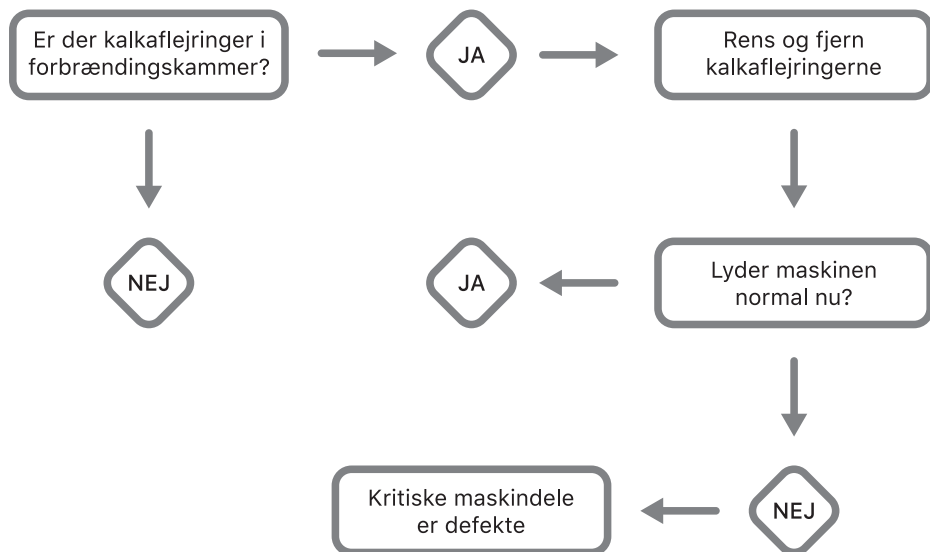 Er der kalkaflejringer i
forbrændingskammer?
JA
Rens og fjern
kalkaflejringerne
NEJ
JA
Lyder maskinen
normal nu?
Kritiske maskindele
er defekte
NEJ